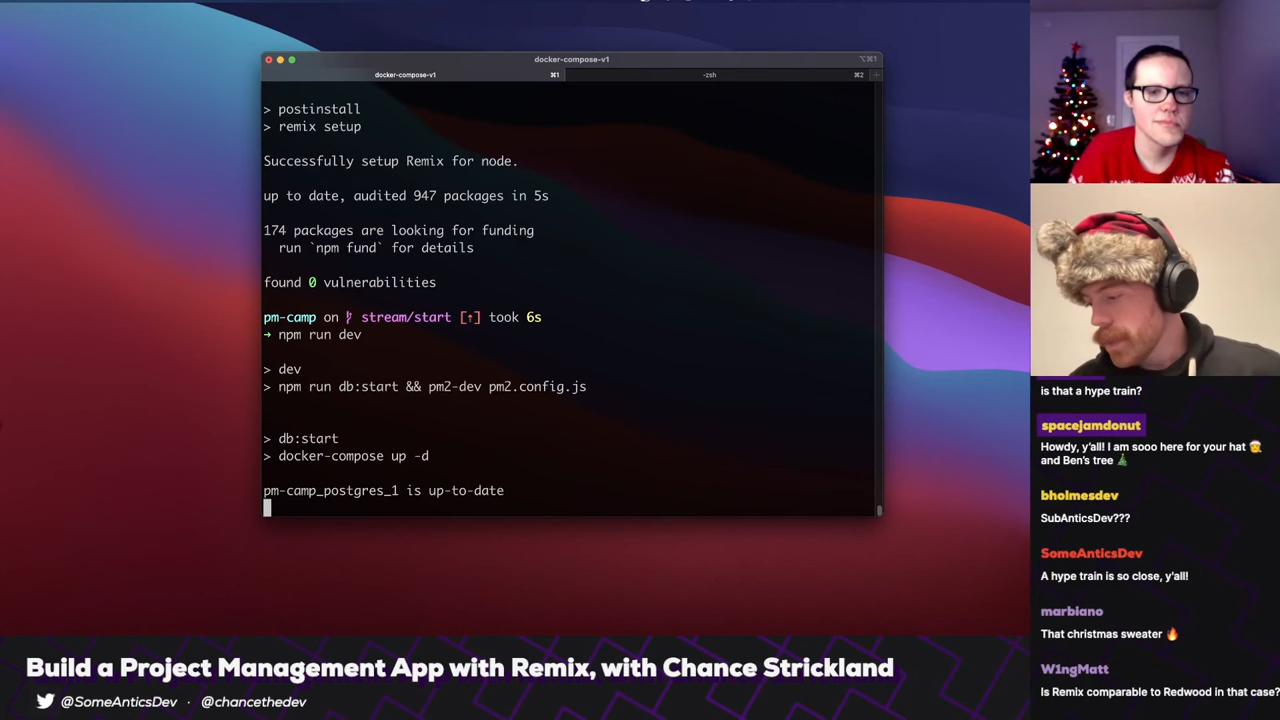 docker-compose-v1
⌥⌘1
docker-compose-v1 ⌘1
-zsh ⌘2 +
> postinstall
> remix setup
Successfully setup Remix for node.
up to date, audited 947 packages in 5s
174 packages are looking for funding
run `npm fund` for details
found 0 vulnerabilities
pm-camp on stream/start [↑] took 6s
→ npm run dev
> dev
> npm run db:start && pm2-dev pm2.config.js
> db:start
> docker-compose up -d
pm-camp_postgres_1 is up-to-date
is that a hype train?
spacejamdonut
Howdy, y'all! I am sooo here for your hat 🎅
and Ben's tree 🎄
bholmesdev
SubAnticsDev???
SomeAnticsDev
A hype train is so close, y'all!
marbiano
That christmas sweater 🔥
W1ngMatt
Is Remix comparable to Redwood in that case?
Build a Project Management App with Remix, with Chance Strickland
@SomeAnticsDev · @chancethedev